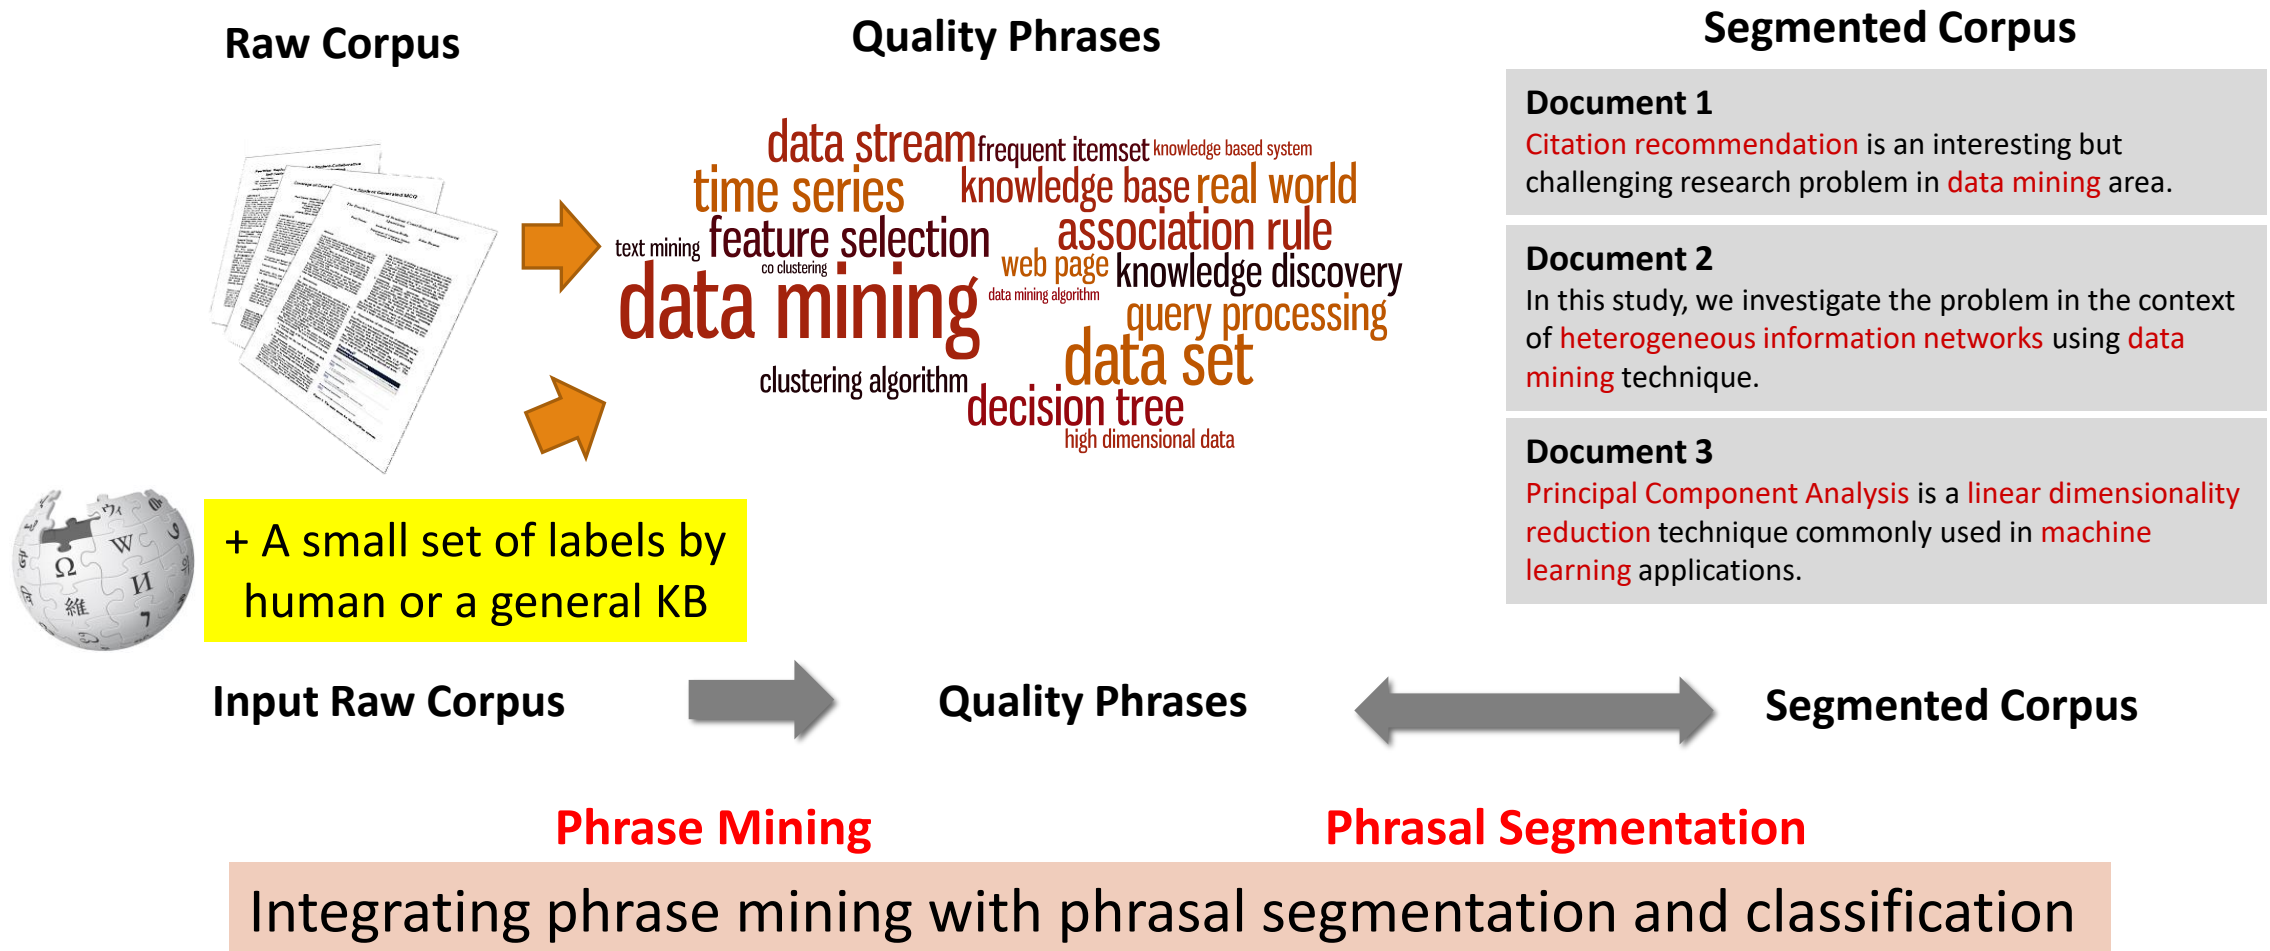 Raw Corpus
Quality Phrases
Segmented Corpus
data stream
frequent itemset
knowledge based system
time series
knowledge base
real world
text mining
feature selection
association rule
co clustering
web page
knowledge discovery
data mining
data mining algorithm
query processing
data set
clustering algorithm
decision tree
high dimensional data
Document 1
Citation recommendation is an interesting but
challenging research problem in data mining area.
Document 2
In this study, we investigate the problem in the context
of heterogeneous information networks using data
mining technique.
Document 3
Principal Component Analysis is a linear dimensionality
reduction technique commonly used in machine
learning applications.
W
Ω
И
維
+ A small set of labels by
human or a general KB
Input Raw Corpus
Quality Phrases
Segmented Corpus
Phrase Mining
Phrasal Segmentation
Integrating phrase mining with phrasal segmentation and classification